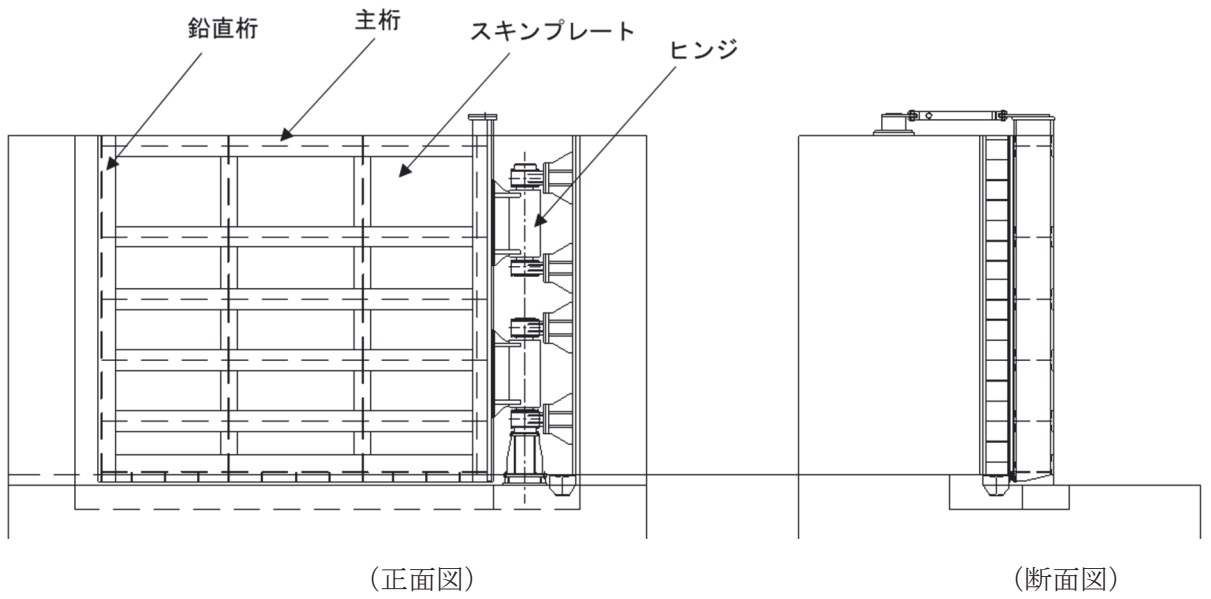 鉛直桁
主桁
スキンプレート
ヒンジ
（正面図）
（断面図）